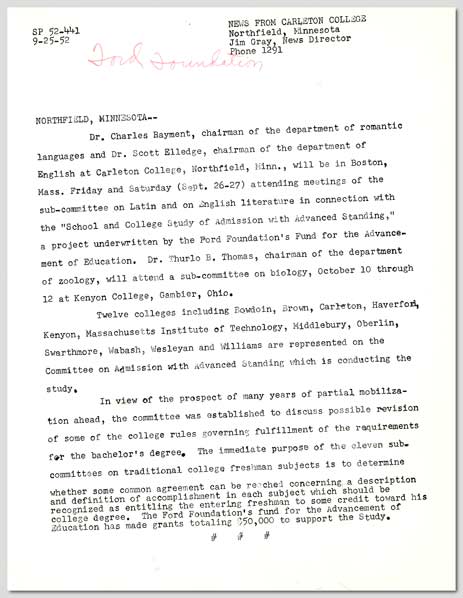 SP 52-441
9-25-52
NEWS FROM CARLETON COLLEGE
Northfield, Minnesota
Jim Gray, News Director
Phone 1291
Ford Foundation
NORTHFIELD, MINNESOTA--
Dr. Charles Rayment, chairman of the department of romantic
languages and Dr. Scott Elledge, chairman of the department of
English at Carleton College, Northfield, Minn., will be in Boston,
Mass. Friday and Saturday (Sept. 26-27) attending meetings of the
sub-committee on Latin and on English literature in connection with
the "School and College Study of Admission with Advanced Standing,"
a project underwritten by the Ford Foundation's Fund for the Advance-
ment of Education. Dr. Thurlo B. Thomas, chairman of the department
of zoology, will attend a sub-committee on biology, October 10 through
12 at Kenyon College, Gambier, Ohio.
Twelve colleges including Bowdoin, Brown, Carleton, Haverford,
Kenyon, Massachusetts Institute of Technology, Middlebury, Oberlin,
Swarthmore, Wabash, Wesleyan and Williams are represented on the
Committee on Admission with Advanced Standing which is conducting the
study.
In view of the prospect of many years of partial mobiliza-
tion ahead, the committee was established to discuss possible revision
of some of the college rules governing fulfillment of the requirements
for the bachelor's degree. The immediate purpose of the eleven sub-
committees on traditional college freshman subjects is to determine
whether some common agreement can be reached concerning a description
and definition of accomplishment in each subject which should be
recognized as entitling the entering freshman to some credit toward his
college degree. The Ford Foundation's fund for the Advancement of
Education has made grants totaling $50,000 to support the Study.
# # #